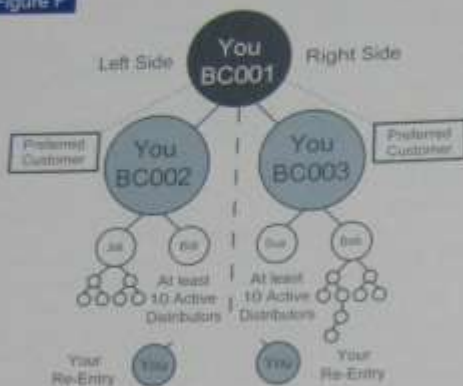 Figure F
You
BC001
Left Side
Right Side
Preferred
Customer
Preferred
Customer
You
BC002
You
BC003
Bill
Sue
Bob
At least
10 Active
Distributors
At least
10 Active
Distributors
Your
Re-Entry
You
You
Your
Re-Entry